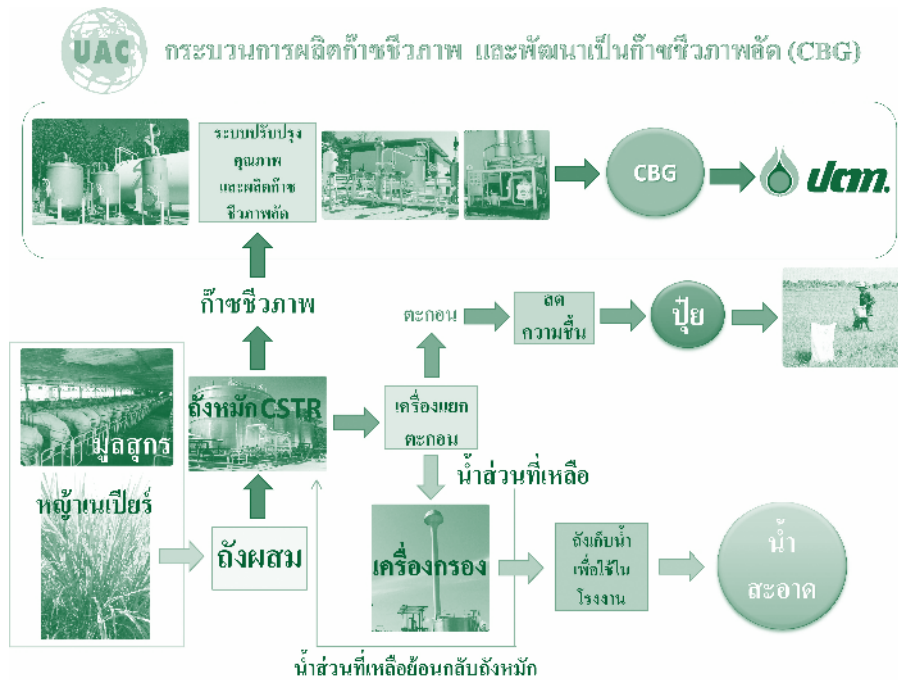 UAC
กระบวนการผลิตก๊าซชีวภาพ และพัฒนาเป็นก๊าซชีวภาพอัด (CBG)
ระบบปรับปรุง
คุณภาพ
และผลิตก๊าซ
ชีวภาพอัด
CBG
ปตท.
ก๊าซชีวภาพ
ตะกอน
ลด
ความชื้น
ปุ๋ย
มูลสุกร
ถังหมัก CSTR
เครื่องแยก
ตะกอน
น้ำส่วนที่เหลือ
หญ้าเนเปียร์
ถังผสม
เครื่องกรอง
ถังเก็บน้ำ
เพื่อใช้ใน
โรงงาน
น้ำ
สะอาด
น้ำส่วนที่เหลือย้อนกลับถังหมัก